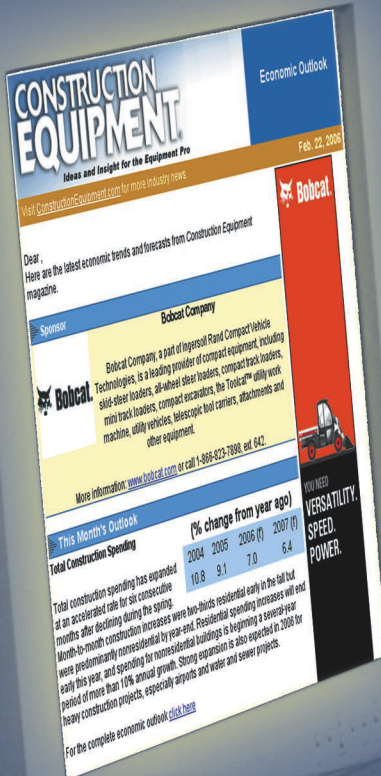 CONSTRUCTION
EQUIPMENT
Ideas and Insight for the Equipment Pro
Economic Outlook
Visit ConstructionEquipment.com for more industry news.
Feb. 22, 2006
Dear ,
Here are the latest economic trends and forecasts from Construction Equipment
magazine.
Sponsor
Bobcat Company
Bobcat.
Bobcat Company, a part of Ingersoll Rand Compact Vehicle
Technologies, is a leading provider of compact equipment, including
skid-steer loaders, all-wheel steer loaders, compact track loaders,
mini track loaders, compact excavators, the Toolcat™ utility work
machine, utility vehicles, telescopic tool carriers, attachments and
other equipment.
More Information: www.bobcat.com or call 1-866-823-7898, ext. 642.
Bobcat.
YOU NEED
VERSATILITY.
SPEED.
POWER.
This Month's Outlook
Total Construction Spending
(% change from year ago)
2004 2005 2006 (f) 2007 (f)
10.8 9.1 7.0 6.4
Total construction spending has expanded
at an accelerated rate for six consecutive
months after declining during the spring.
Month-to-month construction increases were two-thirds residential early in the fall but
were predominantly nonresidential by year-end. Residential spending increases will end
early this year, and spending for nonresidential buildings is beginning a several-year
period of more than 10% annual growth. Strong expansion is also expected in 2006 for
heavy construction projects, especially airports and water and sewer projects.
For the complete economic outlook click here